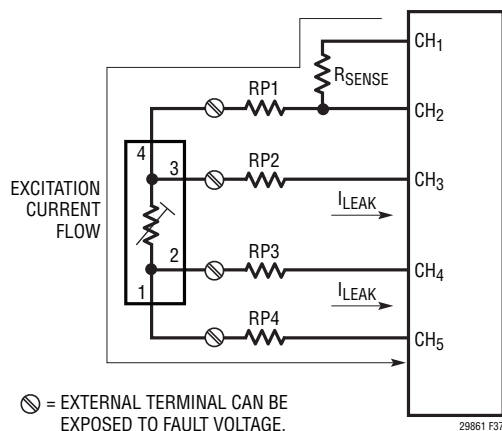 CH1
RSENSE
RP1
CH2
4
3
RP2
CH3
EXCITATION
CURRENT
FLOW
ILEAK
2
RP3
CH4
1
ILEAK
RP4
CH5
= EXTERNAL TERMINAL CAN BE
EXPOSED TO FAULT VOLTAGE.
29861 F37